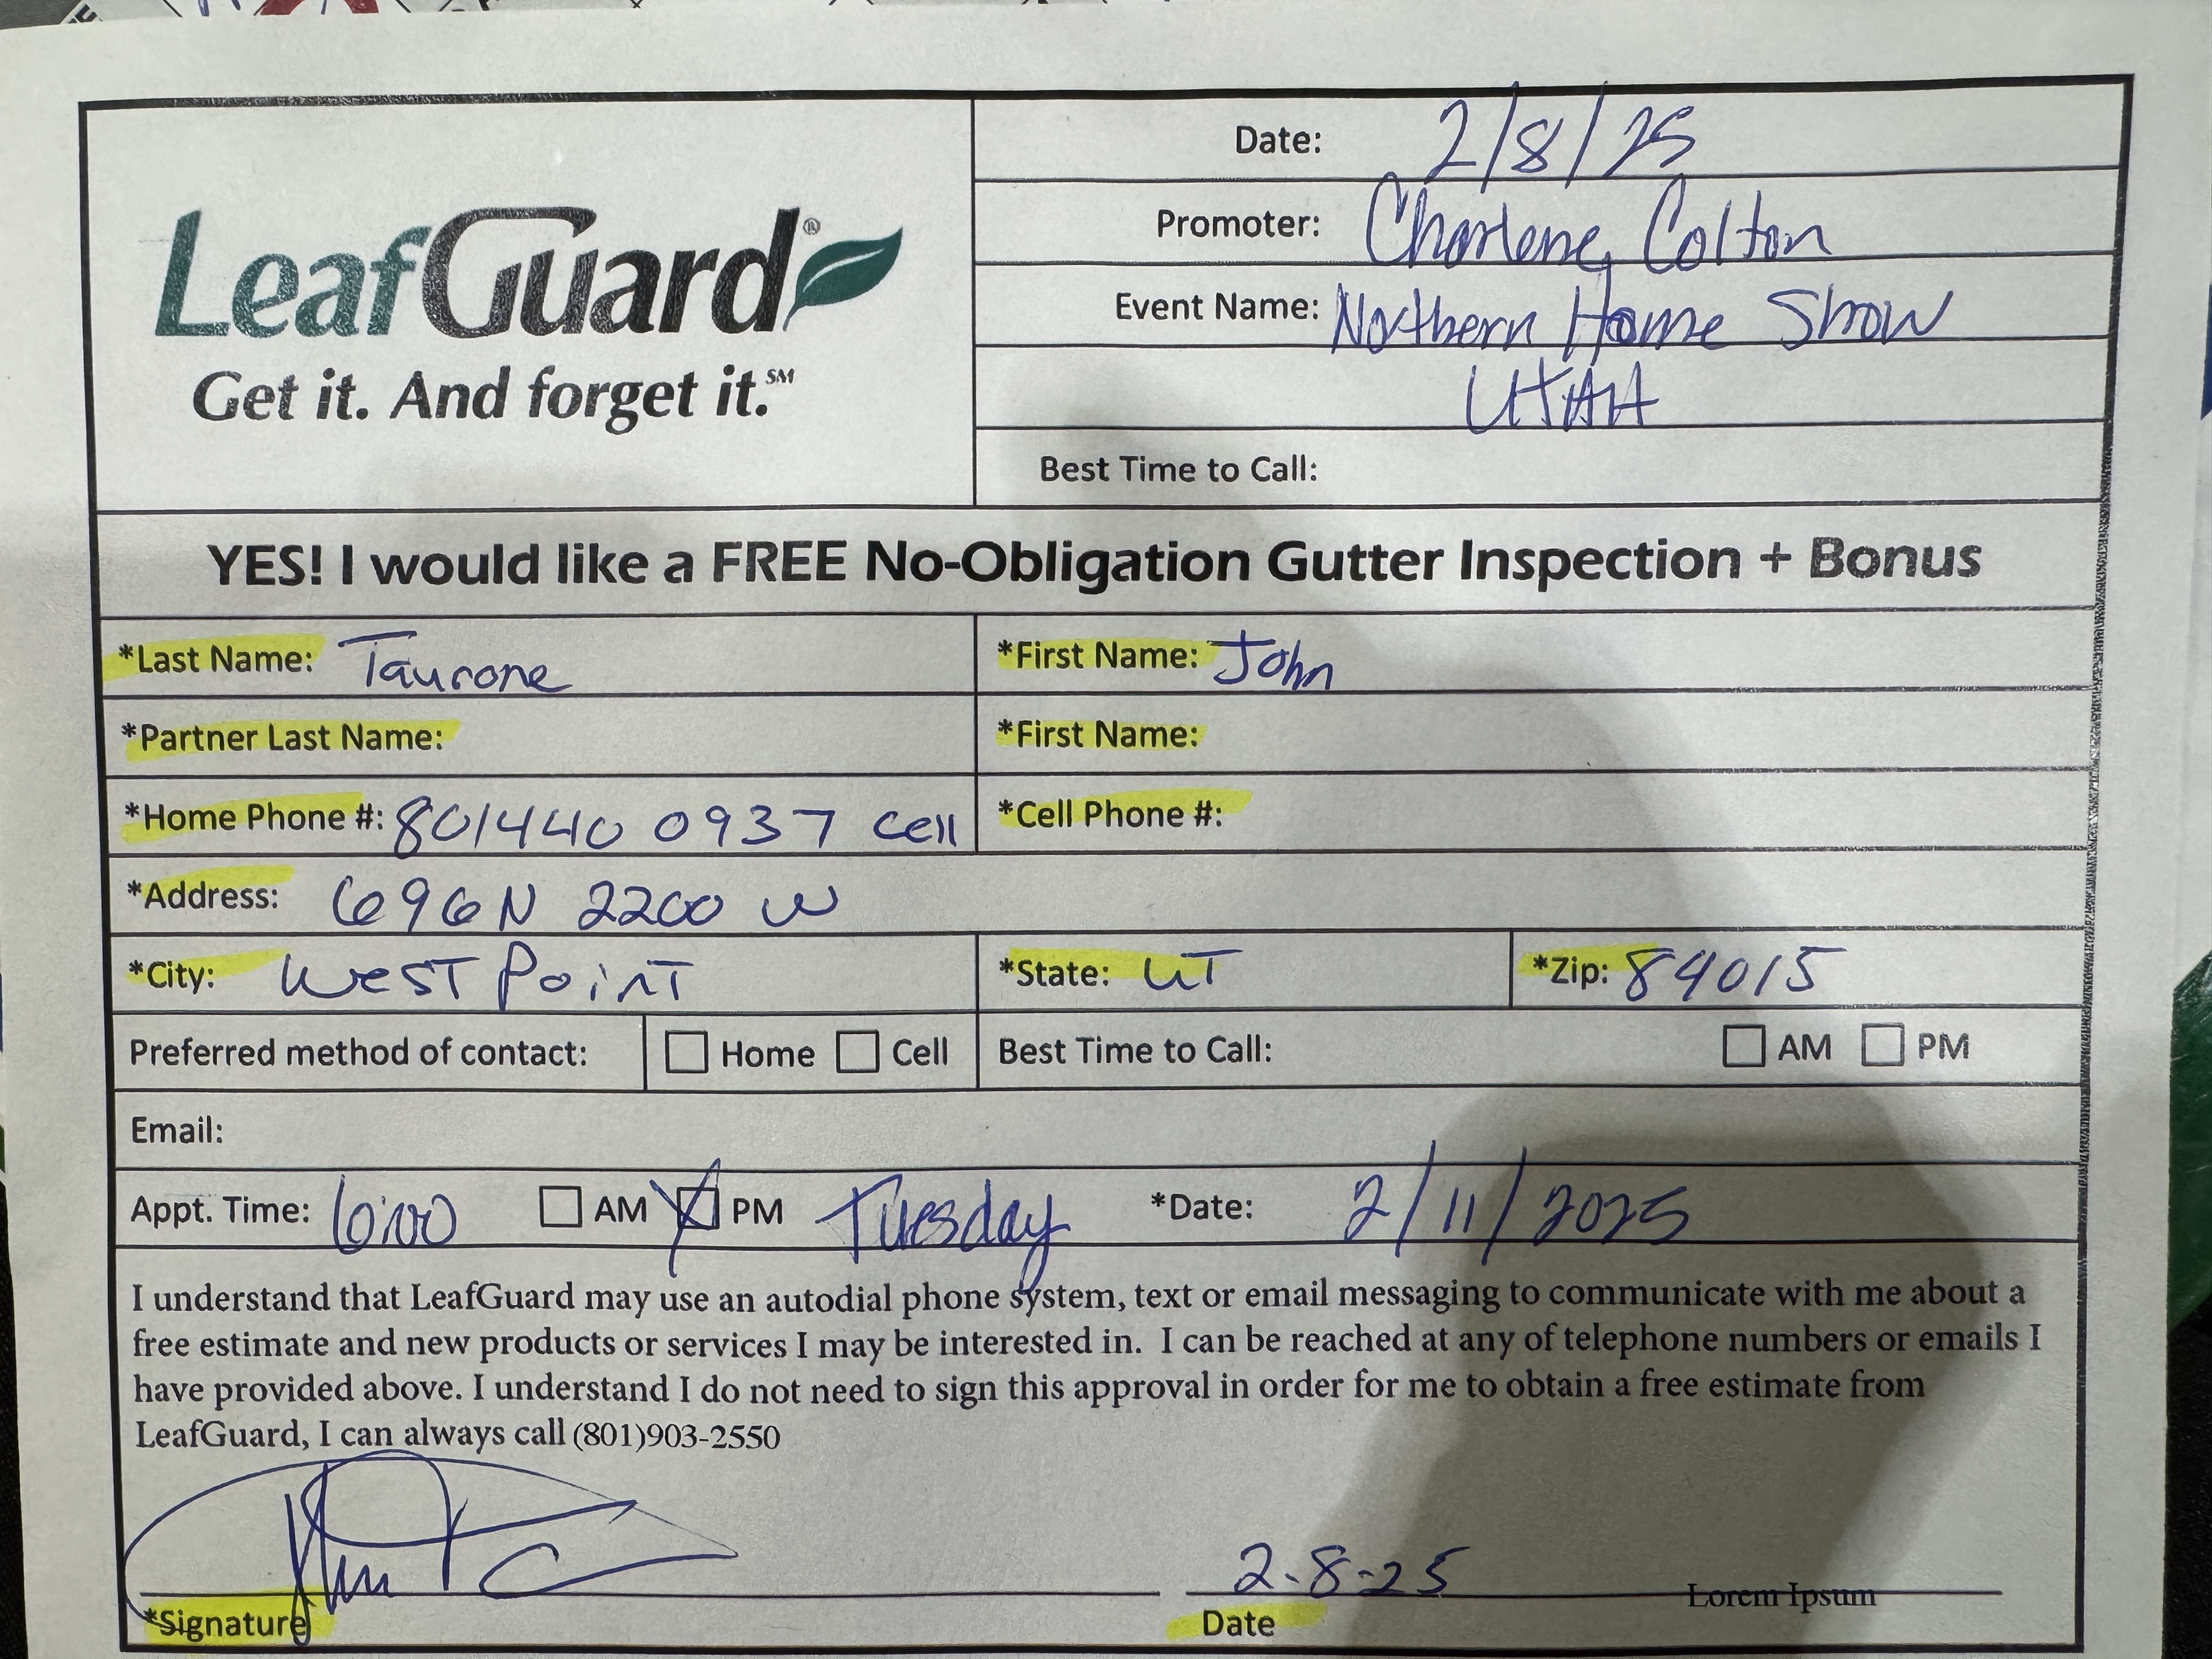 LeafGuard®
Get it. And forget it.℠
Date: 2/8/25
Promoter: Charlene Colton
Event Name: Northern Home Show
UTAH
Best Time to Call:
YES! I would like a FREE No-Obligation Gutter Inspection + Bonus
*Last Name: Taurone *First Name: John
*Partner Last Name: *First Name:
*Home Phone #: 801 440 0937 cell *Cell Phone #:
*Address: 696 N 2200 W
*City: West Point *State: UT *Zip: 84015
Preferred method of contact: ☐ Home ☐ Cell Best Time to Call: ☐ AM ☐ PM
Email:
Appt. Time: 6:00 ☐ AM ☒ PM Tuesday *Date: 2/11/2025
I understand that LeafGuard may use an autodial phone system, text or email messaging to communicate with me about a
free estimate and new products or services I may be interested in. I can be reached at any of telephone numbers or emails I
have provided above. I understand I do not need to sign this approval in order for me to obtain a free estimate from
LeafGuard, I can always call (801)903-2550
2.8.25 Lorem Ipsum
*Signature Date